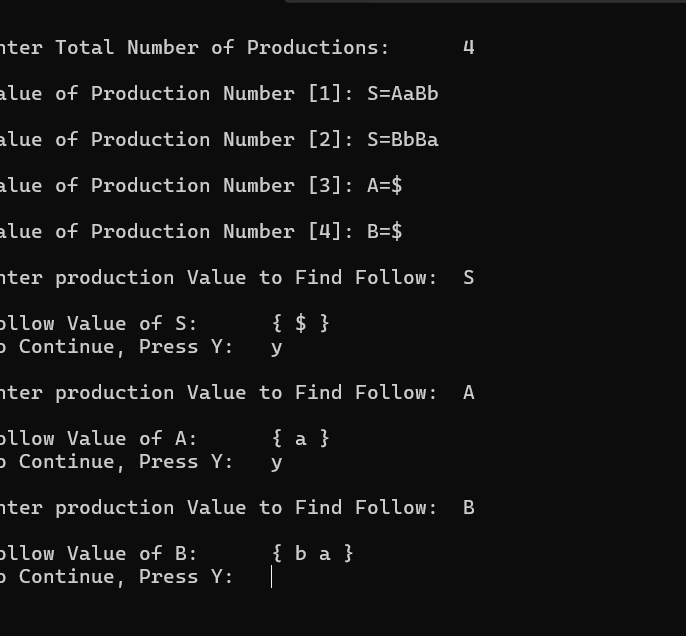 nter Total Number of Productions: 4
alue of Production Number [1]: S=AaBb
alue of Production Number [2]: S=BbBa
alue of Production Number [3]: A=$
alue of Production Number [4]: B=$
nter production Value to Find Follow: S
ollow Value of S: { $ }
o Continue, Press Y: y
nter production Value to Find Follow: A
ollow Value of A: { a }
o Continue, Press Y: y
nter production Value to Find Follow: B
ollow Value of B: { b a }
o Continue, Press Y: